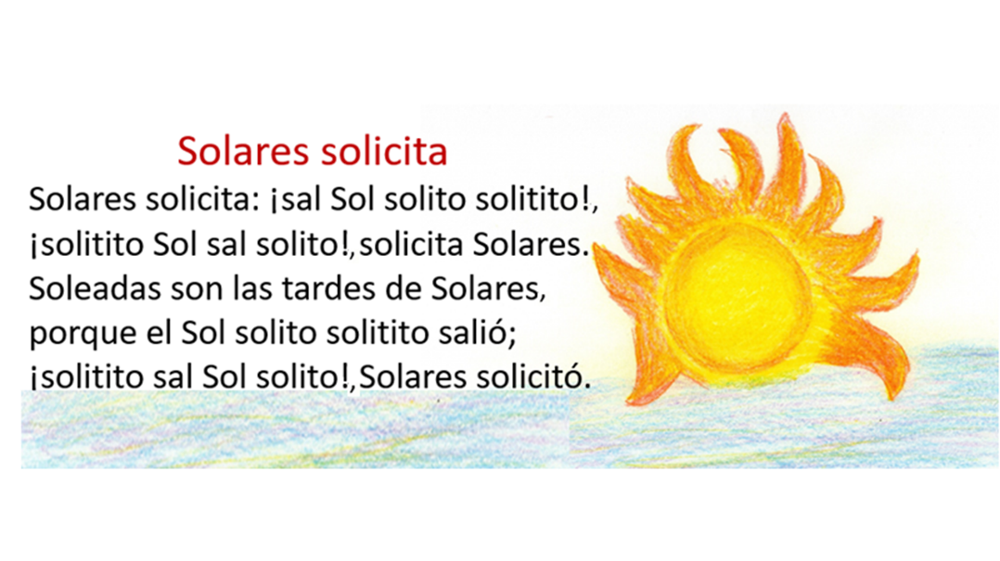 Solares solicita
Solares solicita: ¡sal Sol solito solitito!,
¡solitito Sol sal solito!,solicita Solares.
Soleadas son las tardes de Solares,
porque el Sol solito solitito salió;
¡solitito sal Sol solito!,Solares solicitó.